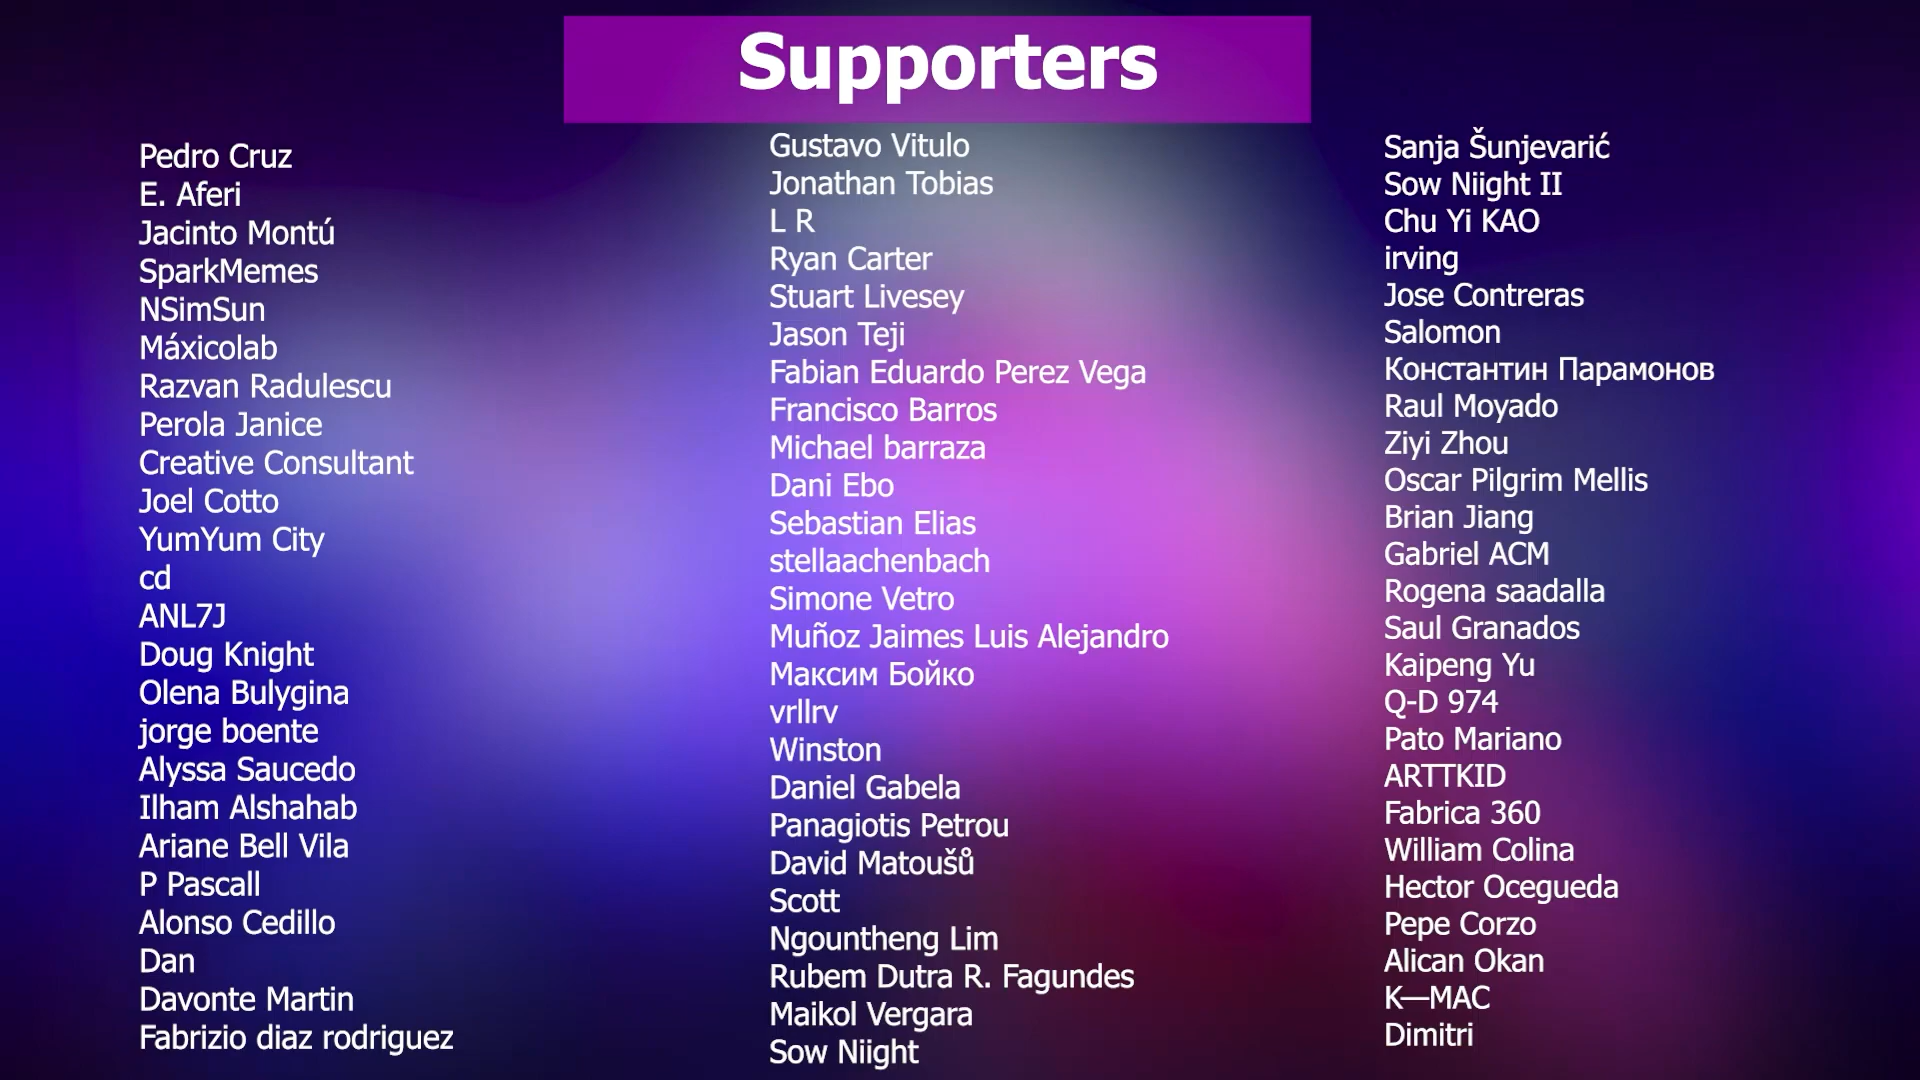 Supporters
Pedro Cruz
E. Aferi
Jacinto Montú
SparkMemes
NSimSun
Máxicolab
Razvan Radulescu
Perola Janice
Creative Consultant
Joel Cotto
YumYum City
cd
ANL7J
Doug Knight
Olena Bulygina
jorge boente
Alyssa Saucedo
Ilham Alshahab
Ariane Bell Vila
P Pascall
Alonso Cedillo
Dan
Davonte Martin
Fabrizio diaz rodriguez
Gustavo Vitulo
Jonathan Tobias
L R
Ryan Carter
Stuart Livesey
Jason Teji
Fabian Eduardo Perez Vega
Francisco Barros
Michael barraza
Dani Ebo
Sebastian Elias
stellaachenbach
Simone Vetro
Muñoz Jaimes Luis Alejandro
Максим Бойко
vrllrv
Winston
Daniel Gabela
Panagiotis Petrou
David Matoušů
Scott
Ngountheng Lim
Rubem Dutra R. Fagundes
Maikol Vergara
Sow Niight
Sanja Šunjevarić
Sow Niight II
Chu Yi KAO
irving
Jose Contreras
Salomon
Константин Парамонов
Raul Moyado
Ziyi Zhou
Oscar Pilgrim Mellis
Brian Jiang
Gabriel ACM
Rogena saadalla
Saul Granados
Kaipeng Yu
Q-D 974
Pato Mariano
ARTTKID
Fabrica 360
William Colina
Hector Ocegueda
Pepe Corzo
Alican Okan
K—MAC
Dimitri